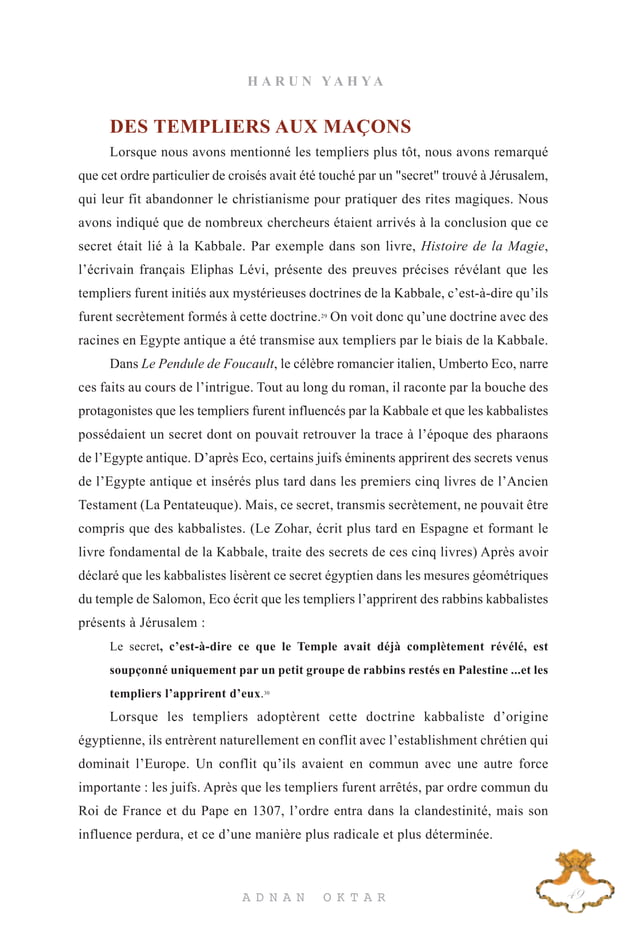 HARUN YAHYA
DES TEMPLIERS AUX MAÇONS
Lorsque nous avons mentionné les templiers plus tôt, nous avons remarqué
que cet ordre particulier de croisés avait été touché par un "secret" trouvé à Jérusalem,
qui leur fit abandonner le christianisme pour pratiquer des rites magiques. Nous
avons indiqué que de nombreux chercheurs étaient arrivés à la conclusion que ce
secret était lié à la Kabbale. Par exemple dans son livre, Histoire de la Magie,
l’écrivain français Eliphas Lévi, présente des preuves précises révélant que les
templiers furent initiés aux mystérieuses doctrines de la Kabbale, c’est-à-dire qu’ils
furent secrètement formés à cette doctrine.29 On voit donc qu’une doctrine avec des
racines en Egypte antique a été transmise aux templiers par le biais de la Kabbale.
Dans Le Pendule de Foucault, le célèbre romancier italien, Umberto Eco, narre
ces faits au cours de l’intrigue. Tout au long du roman, il raconte par la bouche des
protagonistes que les templiers furent influencés par la Kabbale et que les kabbalistes
possédaient un secret dont on pouvait retrouver la trace à l’époque des pharaons
de l’Egypte antique. D’après Eco, certains juifs éminents apprirent des secrets venus
de l’Egypte antique et insérés plus tard dans les premiers cinq livres de l’Ancien
Testament (La Pentateuque). Mais, ce secret, transmis secrètement, ne pouvait être
compris que des kabbalistes. (Le Zohar, écrit plus tard en Espagne et formant le
livre fondamental de la Kabbale, traite des secrets de ces cinq livres) Après avoir
déclaré que les kabbalistes lisèrent ce secret égyptien dans les mesures géométriques
du temple de Salomon, Eco écrit que les templiers l’apprirent des rabbins kabbalistes
présents à Jérusalem :
Le secret, c’est-à-dire ce que le Temple avait déjà complètement révélé, est
soupçonné uniquement par un petit groupe de rabbins restés en Palestine ...et les
templiers l’apprirent d’eux.30
Lorsque les templiers adoptèrent cette doctrine kabbaliste d’origine
égyptienne, ils entrèrent naturellement en conflit avec l’establishment chrétien qui
dominait l’Europe. Un conflit qu’ils avaient en commun avec une autre force
importante : les juifs. Après que les templiers furent arrêtés, par ordre commun du
Roi de France et du Pape en 1307, l’ordre entra dans la clandestinité, mais son
influence perdura, et ce d’une manière plus radicale et plus déterminée.
49
ADNAN OKTAR